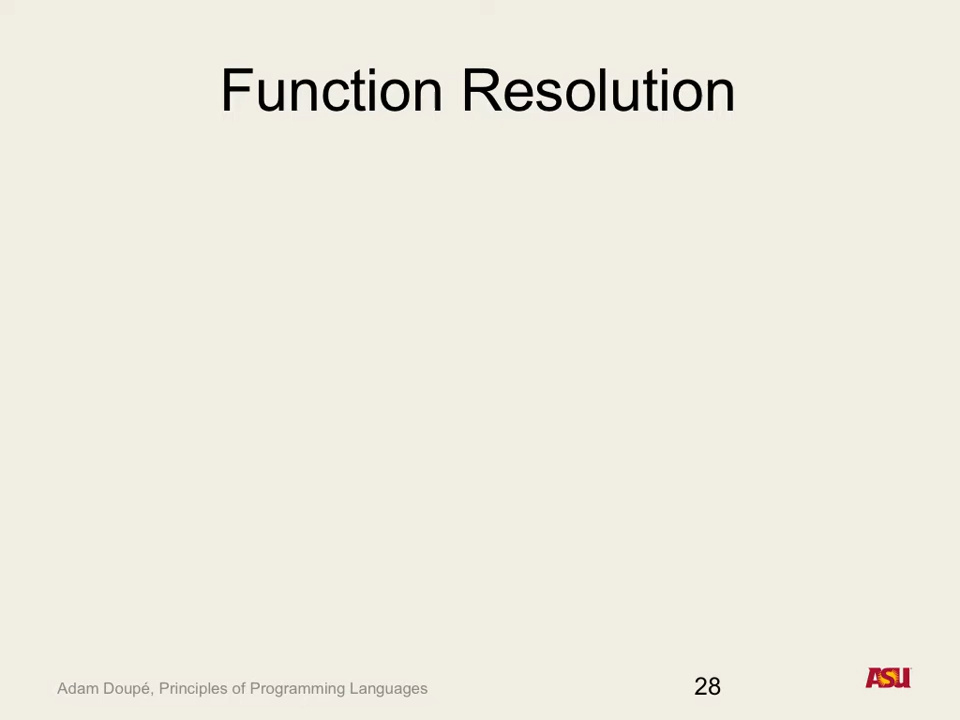 Function Resolution
Adam Doupé, Principles of Programming Languages
28
ASU